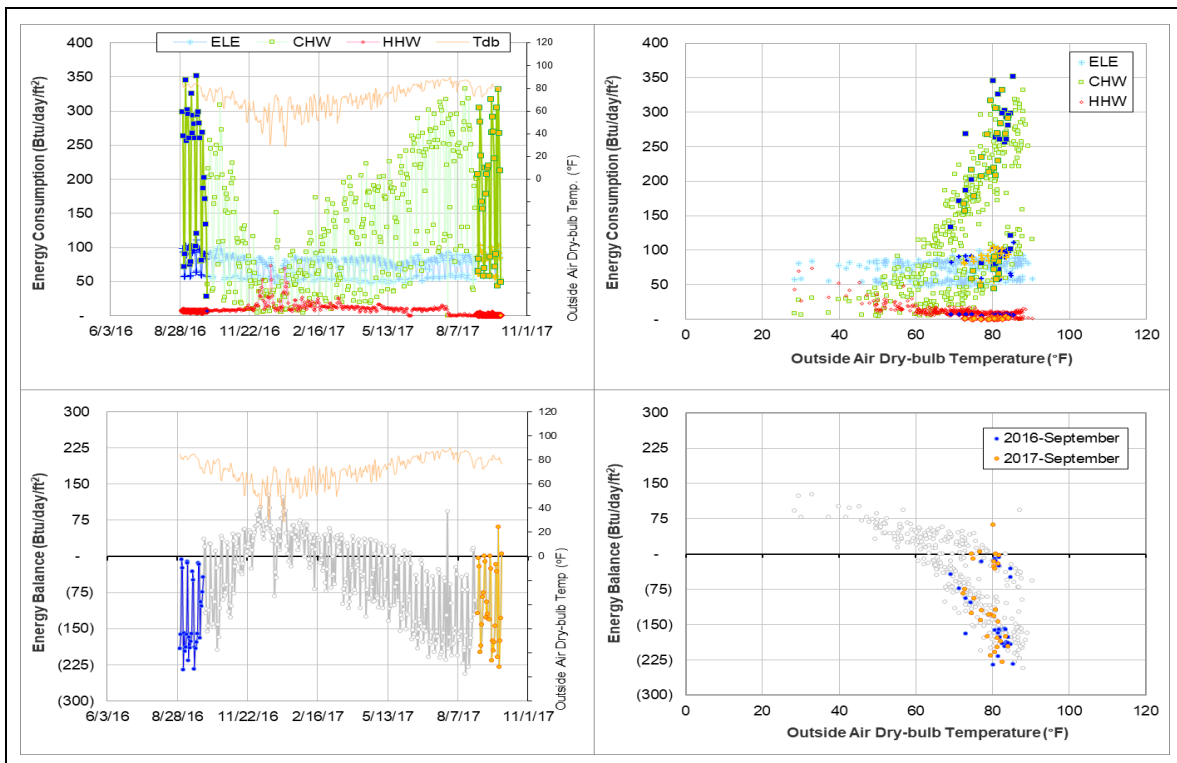 ELE CHW HHW Tdb
Energy Consumption (Btu/day/ft²)
400
350
300
250
200
150
100
50
-
120
100
80
60
40
20
0
Outside Air Dry-bulb Temp. (°F)
6/3/16 8/28/16 11/22/16 2/16/17 5/13/17 8/7/17 11/1/17
Energy Consumption (Btu/day/ft²)
400
350
300
250
200
150
100
50
-
ELE
CHW
HHW
0 20 40 60 80 100 120
Outside Air Dry-bulb Temperature (°F)
Energy Balance (Btu/day/ft²)
300
225
150
75
-
(75)
(150)
(225)
(300)
120
100
80
60
40
20
0
Outside Air Dry-bulb Temp (°F)
6/3/16 8/28/16 11/22/16 2/16/17 5/13/17 8/7/17 11/1/17
Energy Balance (Btu/day/ft²)
300
225
150
75
-
(75)
(150)
(225)
(300)
2016-September
2017-September
0 20 40 60 80 100 120
Outside Air Dry-bulb Temperature (°F)